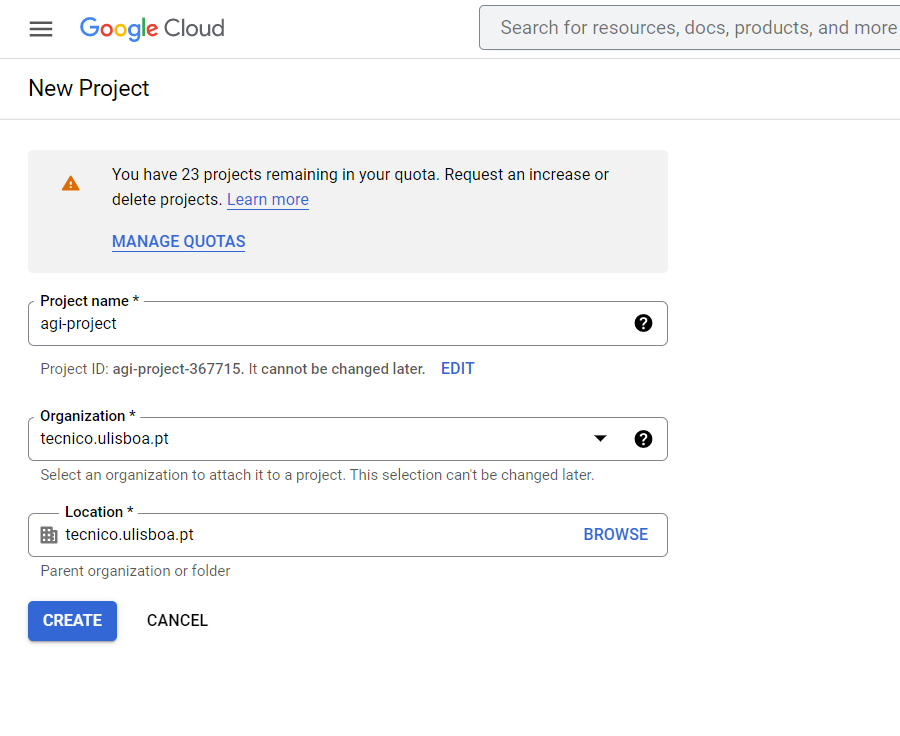 Google Cloud
Search for resources, docs, products, and more
New Project
You have 23 projects remaining in your quota. Request an increase or
delete projects. Learn more
MANAGE QUOTAS
Project name *
agi-project
Project ID: agi-project-367715. It cannot be changed later. EDIT
Organization *
tecnico.ulisboa.pt
Select an organization to attach it to a project. This selection can't be changed later.
Location *
tecnico.ulisboa.pt BROWSE
Parent organization or folder
CREATE CANCEL